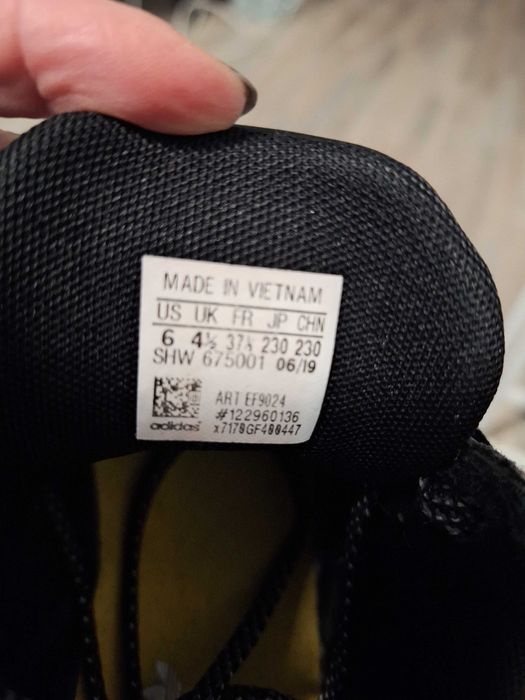 MADE IN VIETNAM
US UK FR JP CHN
6 4½ 37⅓ 230 230
SHW 675001 06/19
ART EF9024
#122960136
adidas x7179GF480447